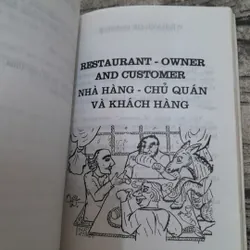 RESTAURANT - OWNER
AND CUSTOMER
NHÀ HÀNG - CHỦ QUÁN
VÀ KHÁCH HÀNG